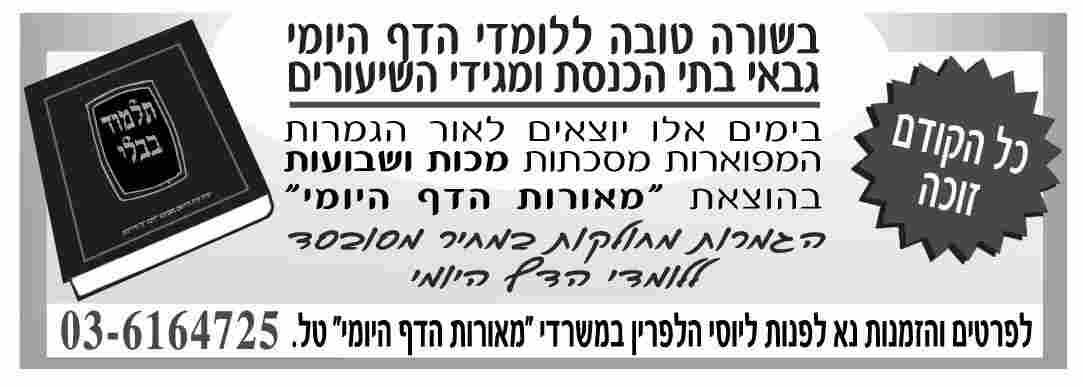 בשורה טובה ללומדי הדף היומי
גבאי בתי הכנסת ומגידי השיעורים
בימים אלו יוצאים לאור הגמרות
המפוארות מסכתות מכות ושבועות
בהוצאת "מאורות הדף היומי"
הגמרות מחולקות במחיר מסובסד
ללומדי הדף היומי
כל הקודם
זוכה
תלמוד
בבלי
לפרטים והזמנות נא לפנות ליוסי הלפרין במשרדי "מאורות הדף היומי" טל. 03-6164725